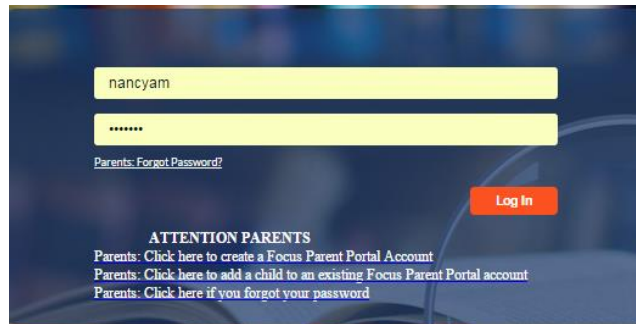 nancyam
•••••••
Parents: Forgot Password?
Log In
ATTENTION PARENTS
Parents: Click here to create a Focus Parent Portal Account
Parents: Click here to add a child to an existing Focus Parent Portal account
Parents: Click here if you forgot your password